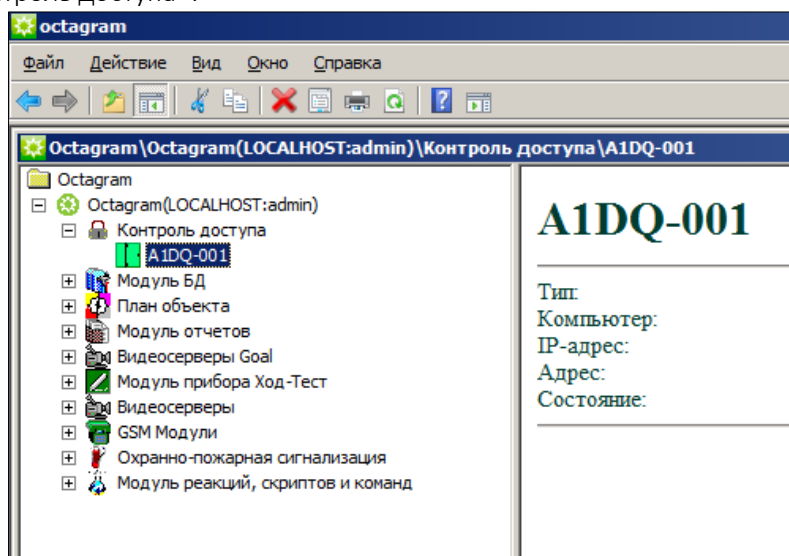 доступа".
octagram
Файл Действие Вид Окно Справка
Octagram\Octagram(LOCALHOST:admin)\Контроль доступа\A1DQ-001
Octagram
Octagram(LOCALHOST:admin)
Контроль доступа
A1DQ-001
Модуль БД
План объекта
Модуль отчетов
Видеосерверы Goal
Модуль прибора Ход-Тест
Видеосерверы
GSM Модули
Охранно-пожарная сигнализация
Модуль реакций, скриптов и команд
A1DQ-001
Тип:
Компьютер:
IP-адрес:
Адрес:
Состояние: